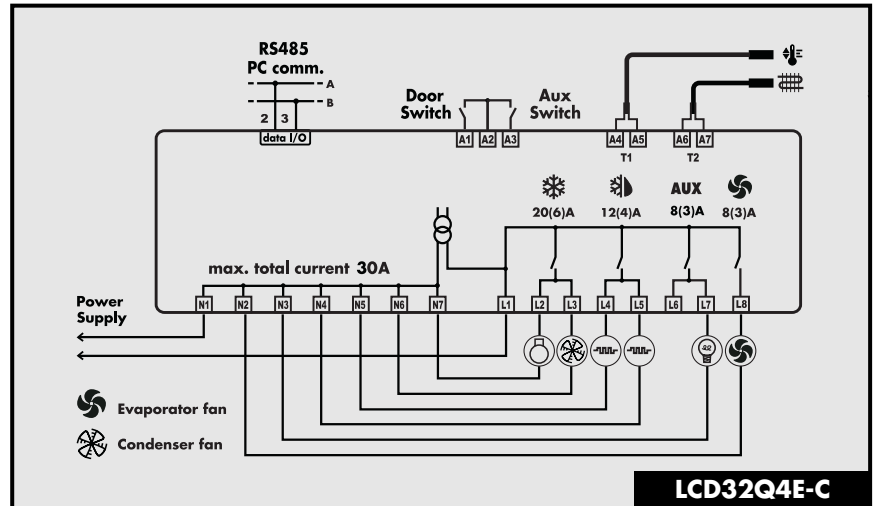 RS485
PC comm.
A
B
2 3
data I/O
Door
Switch
Aux
Switch
A1 A2 A3
A4 A5
T1
A6 A7
T2
AUX
20(6)A 12(4)A 8(3)A 8(3)A
max. total current 30A
Power
Supply
N1 N2 N3 N4 N5 N6 N7 L1 L2 L3 L4 L5 L6 L7 L8
Evaporator fan
Condenser fan
LCD32Q4E-C